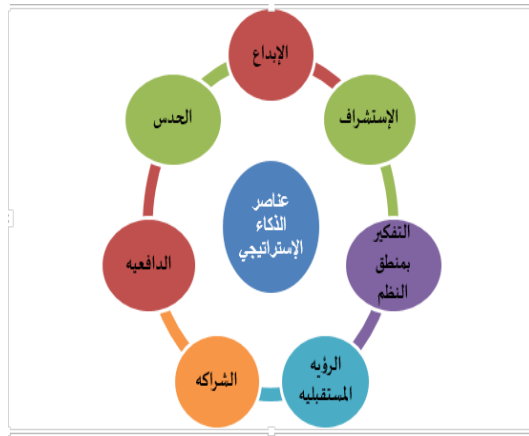 الإبداع
الإستشراف
التفكير
بمنطق
النظم
الرؤيه
المستقبليه
الشراكه
الدافعيه
الحدس
عناصر
الذكاء
الإستراتيجي